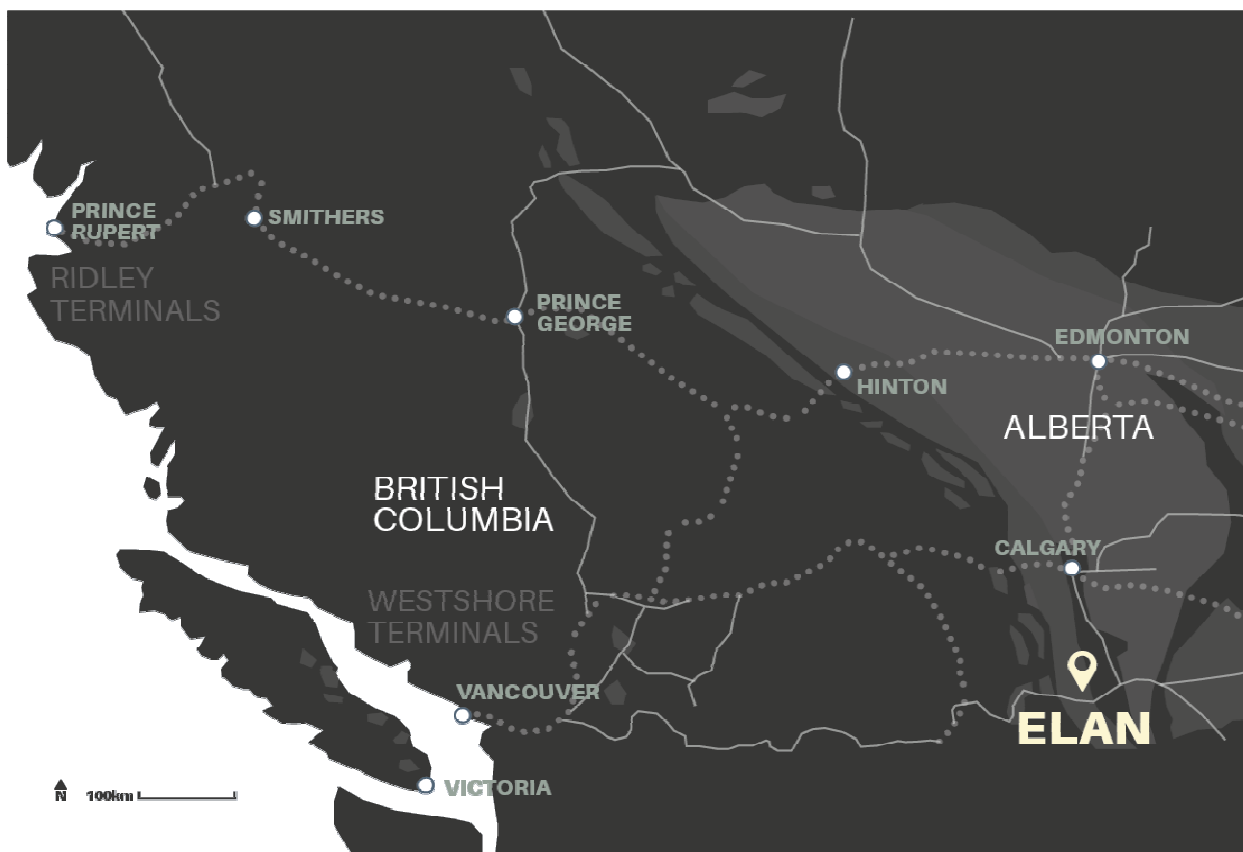 PRINCE
RUPERT
SMITHERS
RIDLEY
TERMINALS
PRINCE
GEORGE
EDMONTON
HINTON
ALBERTA
BRITISH
COLUMBIA
CALGARY
WESTSHORE
TERMINALS
VANCOUVER
ELAN
VICTORIA
N 100km